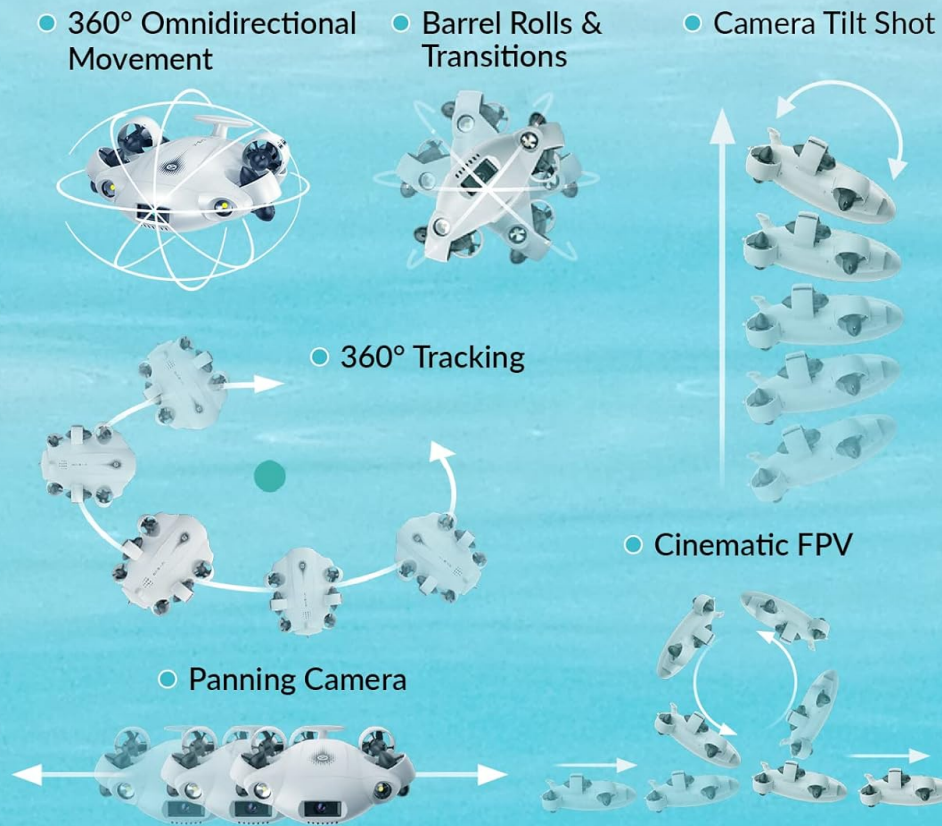 360° Omnidirectional
Movement
Barrel Rolls &
Transitions
Camera Tilt Shot
360° Tracking
Cinematic FPV
Panning Camera